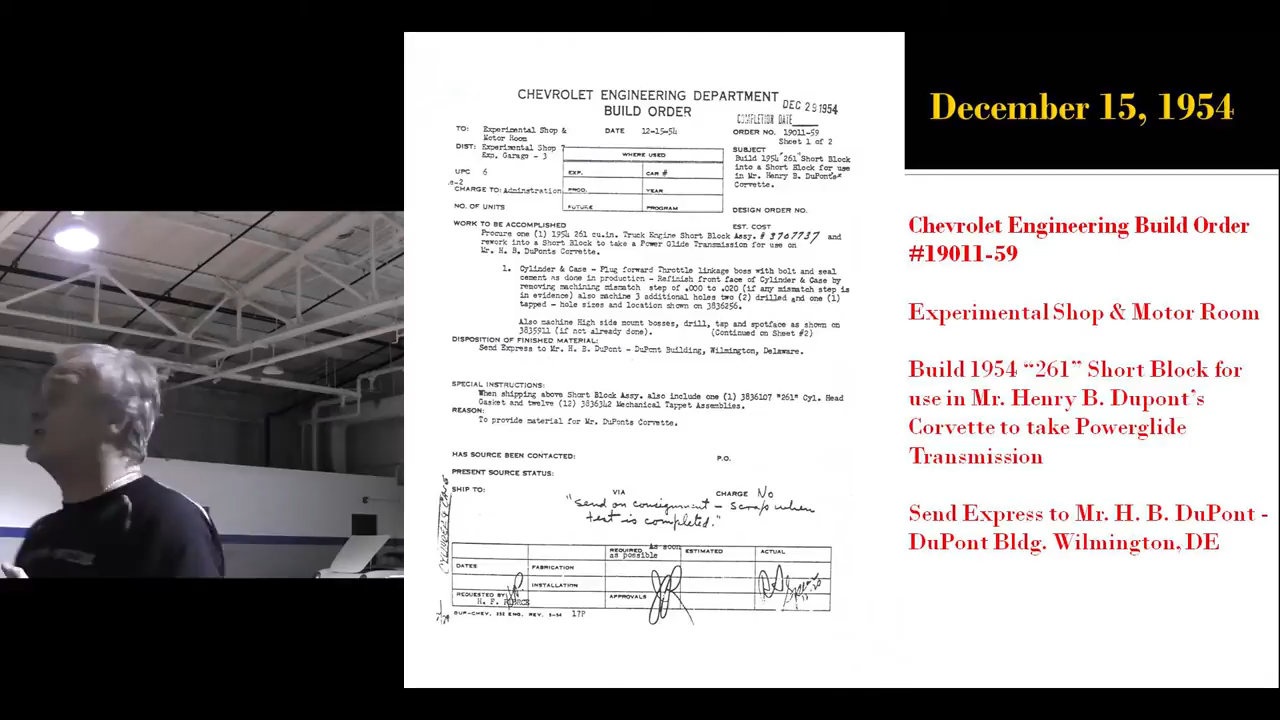 CHEVROLET ENGINEERING DEPARTMENT
BUILD ORDER
DEC 29 1954
COMPLETION DATE
TO: Experimental Shop &
Motor Room
DATE 12-15-54
ORDER NO. 19011-59
Sheet 1 of 2
DIST: Experimental Shop 7
Exp. Garage - 3
WHERE USED
SUBJECT
Build 1954 "261" Short Block
into a Short Block for use
in Mr. Henry B. DuPont's
Corvette.
UPC 6
EXP. CAR #
CHARGE TO: Adminstration
PROD. YEAR
NO. OF UNITS
FUTURE PROGRAM
DESIGN ORDER NO.
WORK TO BE ACCOMPLISHED
EST. COST
Procure one (1) 1954 261 cu.in. Truck Engine Short Block Assy. # 3707737 and
rework into a Short Block to take a Power Glide Transmission for use on
Mr. H. B. DuPonts Corvette.
1. Cylinder & Case - Plug forward Throttle linkage boss with bolt and seal
cement as done in production - Refinish front face of Cylinder & Case by
removing machining mismatch step of .000 to .020 (if any mismatch step is
in evidence) also machine 3 additional holes two (2) drilled and one (1)
tapped - hole sizes and location shown on 3836256.
Also machine High side mount bosses, drill, tap and spotface as shown on
3835911 (if not already done). (Continued on Sheet #2)
DISPOSITION OF FINISHED MATERIAL:
Send Express to Mr. H. B. DuPont - DuPont Building, Wilmington, Delaware.
SPECIAL INSTRUCTIONS:
When shipping above Short Block Assy. also include one (1) 3836107 "261" Cyl. Head
Gasket and twelve (12) 3836342 Mechanical Tappet Assemblies.
REASON:
To provide material for Mr. DuPonts Corvette.
HAS SOURCE BEEN CONTACTED:
P.O.
PRESENT SOURCE STATUS:
SHIP TO:
VIA
CHARGE No
"Send on consignment - Scrap when
test is completed."
REQUIRED As soon
as possible
ESTIMATED
ACTUAL
DATES
FABRICATION
INSTALLATION
REQUESTED BY:
H. F.
APPROVALS
DUP-CHEV. 252 ENG. REV. 5-54 17P
December 15, 1954
Chevrolet Engineering Build Order
#19011-59
Experimental Shop & Motor Room
Build 1954 “261” Short Block for
use in Mr. Henry B. Dupont’s
Corvette to take Powerglide
Transmission
Send Express to Mr. H. B. DuPont -
DuPont Bldg. Wilmington, DE